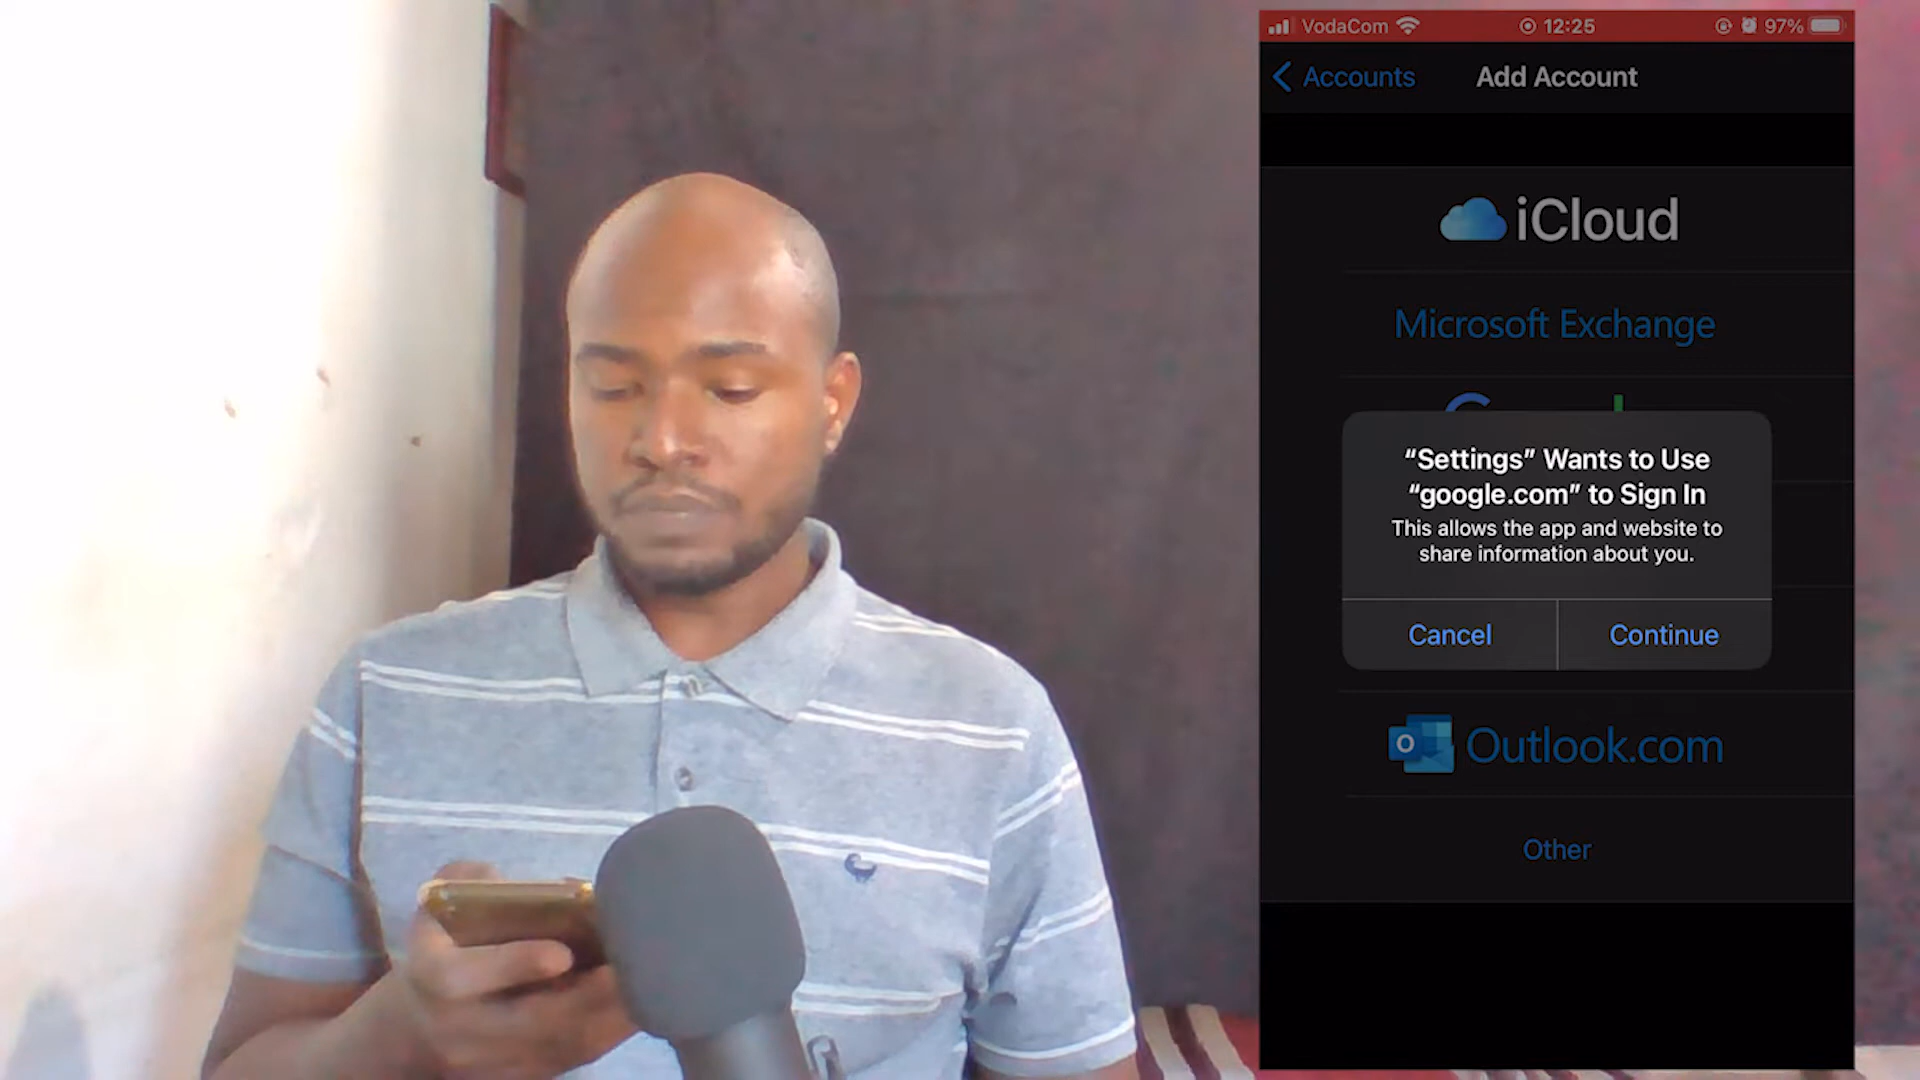 VodaCom 12:25 97%
Accounts Add Account
iCloud
Microsoft Exchange
“Settings” Wants to Use
“google.com” to Sign In
This allows the app and website to
share information about you.
Cancel Continue
Outlook.com
Other